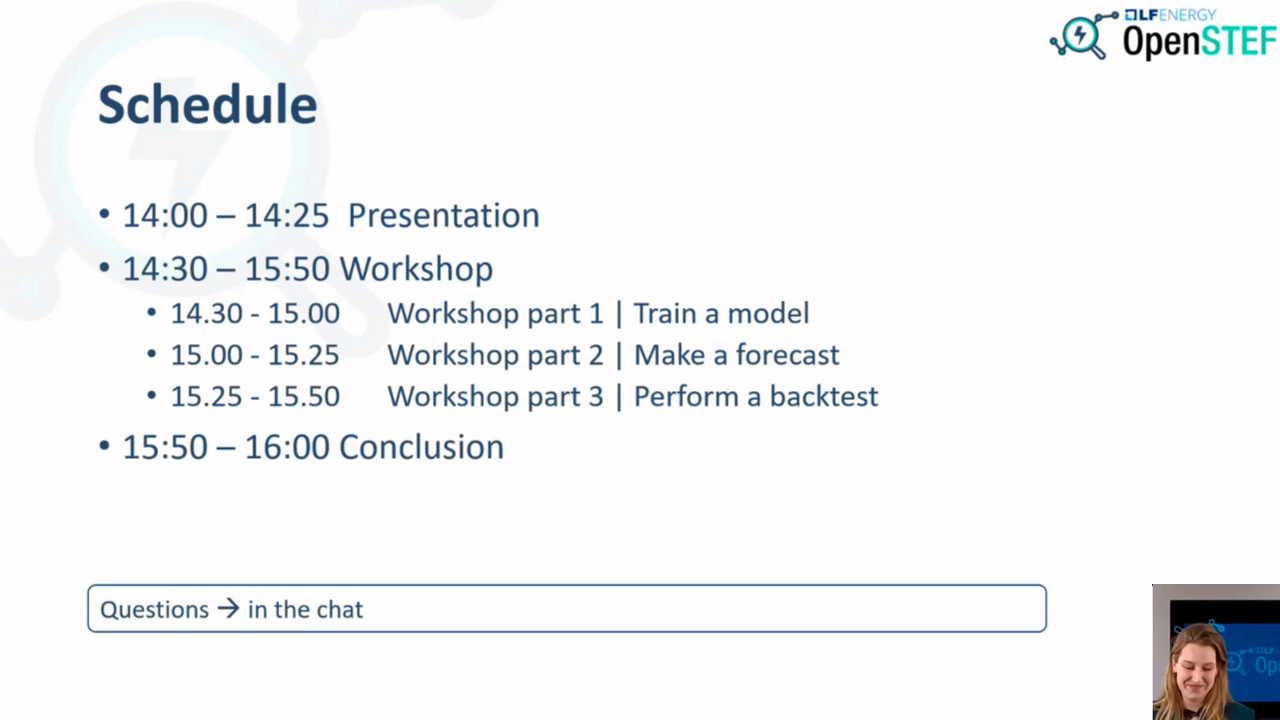 LFENERGY
OpenSTEF
Schedule
• 14:00 – 14:25 Presentation
• 14:30 – 15:50 Workshop
• 14.30 - 15.00 Workshop part 1 | Train a model
• 15.00 - 15.25 Workshop part 2 | Make a forecast
• 15.25 - 15.50 Workshop part 3 | Perform a backtest
• 15:50 – 16:00 Conclusion
Questions → in the chat
LF
Op